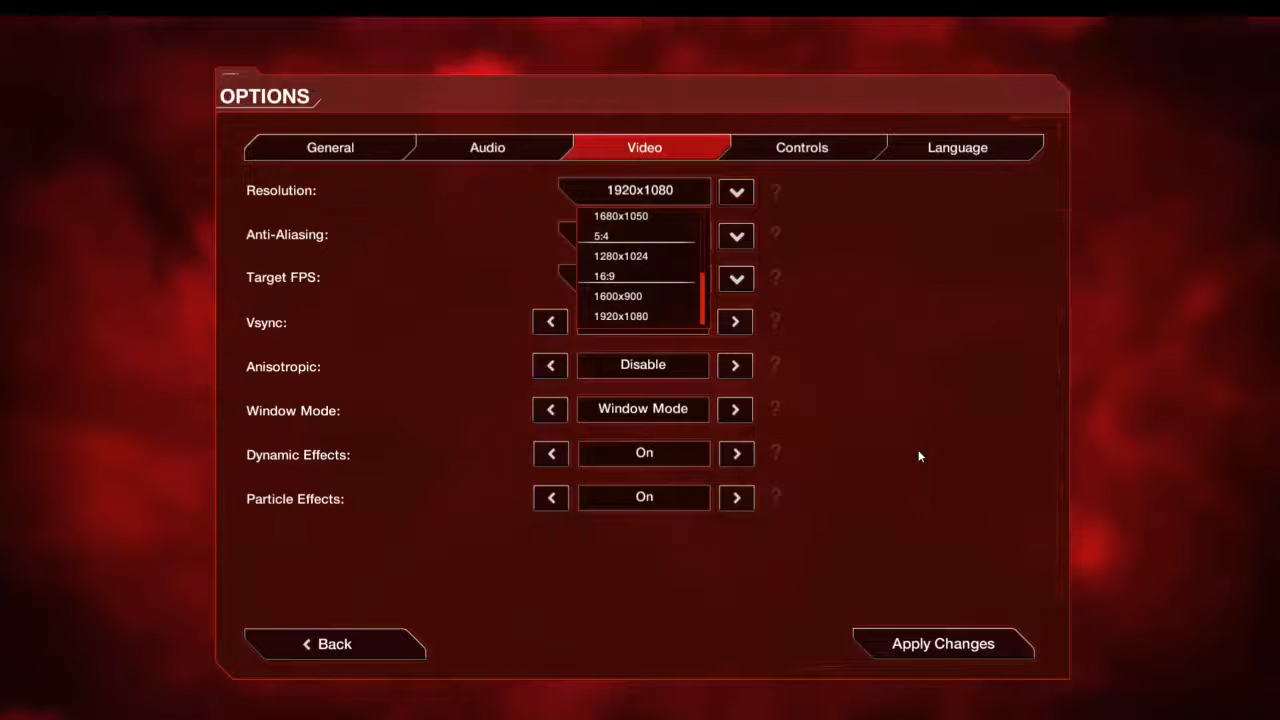 OPTIONS
General Audio Video Controls Language
Resolution: 1920x1080 ?
1680x1050
Anti-Aliasing: 5:4 ?
1280x1024
Target FPS: 16:9 ?
1600x900
1920x1080
Vsync: ?
Anisotropic: Disable ?
Window Mode: Window Mode ?
Dynamic Effects: On ?
Particle Effects: On ?
Back Apply Changes